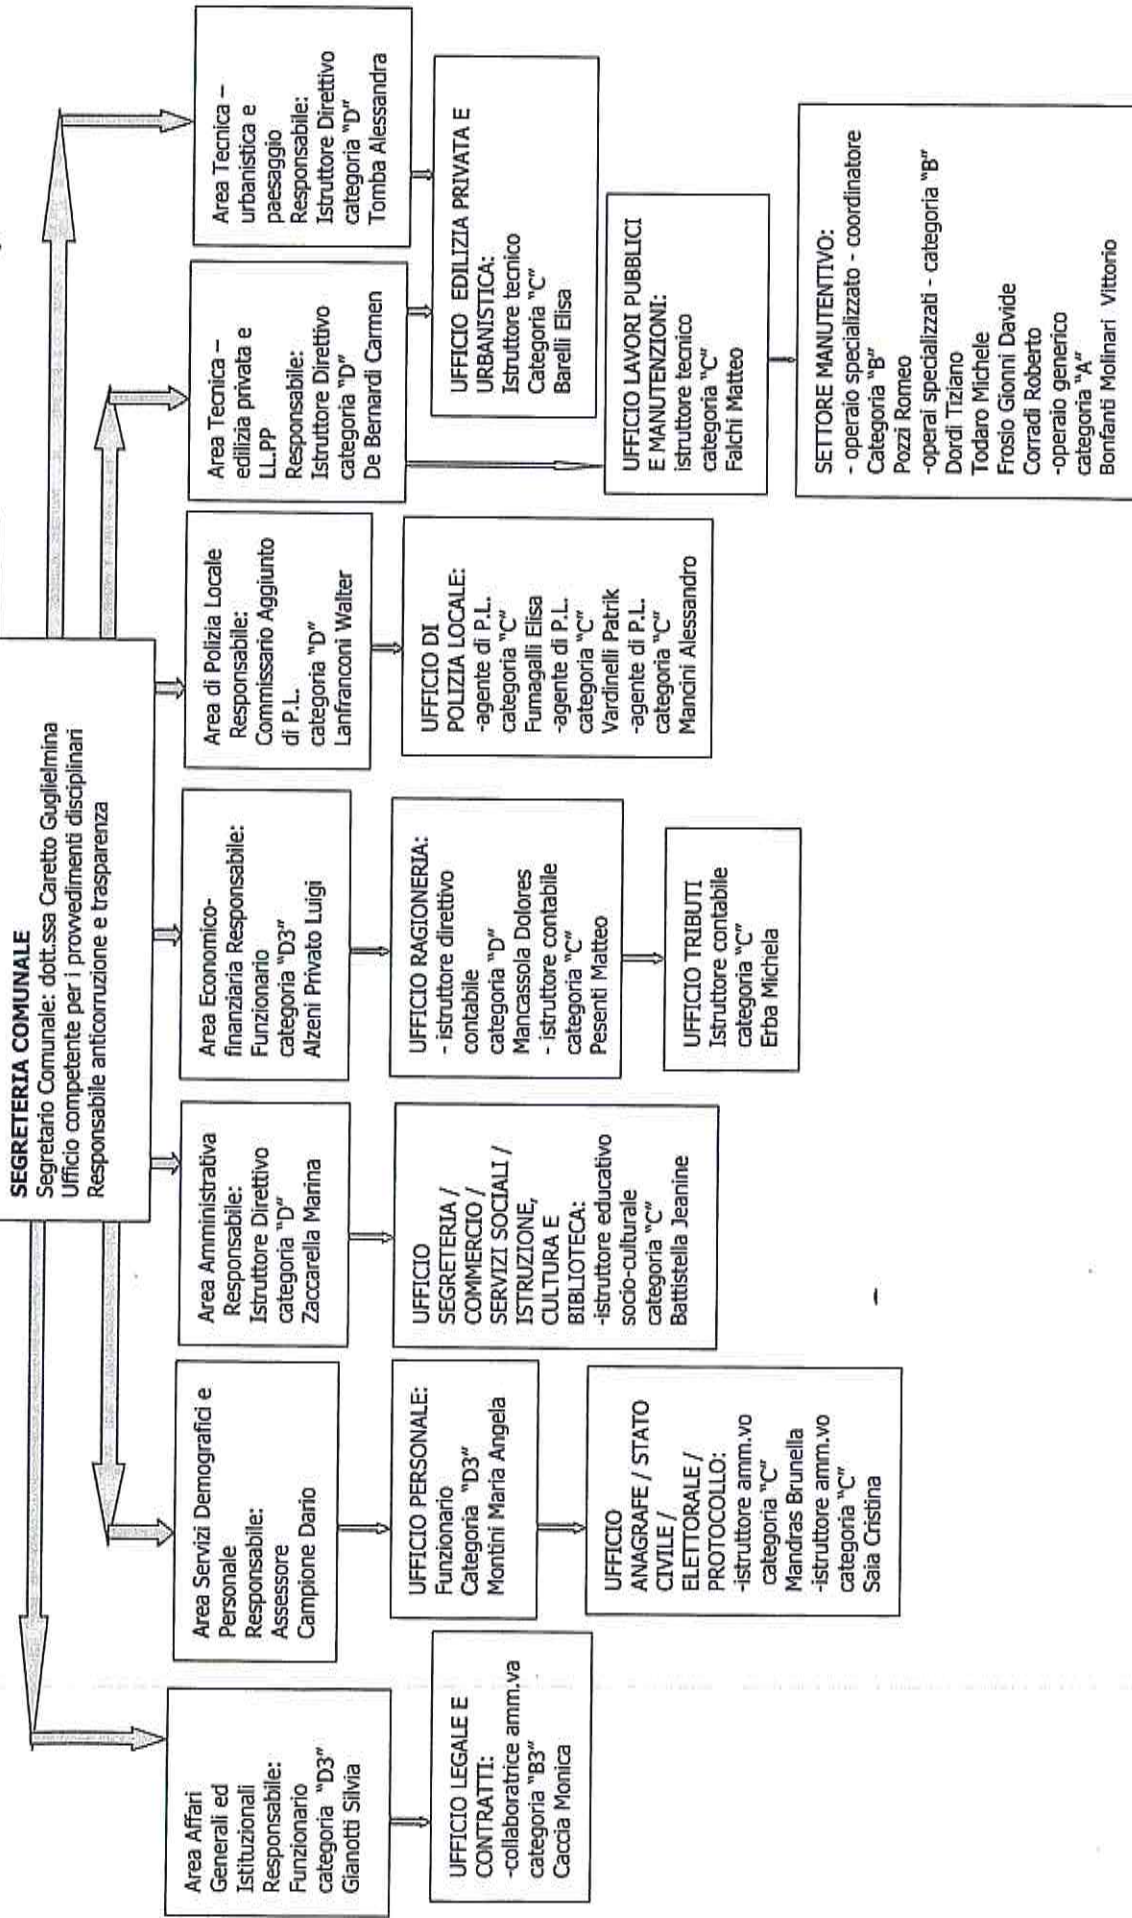 SEGRETERIA COMUNALE
Segretario Comunale: dott.ssa Caretto Guglielmina
Ufficio competente per i provvedimenti disciplinari
Responsabile anticorruzione e trasparenza
Area Affari
Generali ed
Istituzionali
Responsabile:
Funzionario
categoria "D3"
Gianotti Silvia
UFFICIO LEGALE E
CONTRATTI:
-collaboratrice amm.va
categoria "B3"
Caccia Monica
Area Servizi Demografici e
Personale
Responsabile:
Assessore
Campione Dario
UFFICIO PERSONALE:
Funzionario
Categoria "D3"
Montini Maria Angela
UFFICIO
ANAGRAFE / STATO
CIVILE /
ELETTORALE /
PROTOCOLLO:
-istruttore amm.vo
categoria "C"
Mandras Brunella
-istruttore amm.vo
categoria "C"
Saia Cristina
Area Amministrativa
Responsabile:
Istruttore Direttivo
categoria "D"
Zaccarella Marina
UFFICIO
SEGRETERIA /
COMMERCIO /
SERVIZI SOCIALI /
ISTRUZIONE,
CULTURA E
BIBLIOTECA:
-istruttore educativo
socio-culturale
categoria "C"
Battistella Jeanine
Area Economico-
finanziaria Responsabile:
Funzionario
categoria "D3"
Alzeni Privato Luigi
UFFICIO RAGIONERIA:
- istruttore direttivo
contabile
categoria "D"
Mancassola Dolores
- istruttore contabile
categoria "C"
Pesenti Matteo
UFFICIO TRIBUTI
Istruttore contabile
categoria "C"
Erba Michela
Area di Polizia Locale
Responsabile:
Commissario Aggiunto
di P.L.
categoria "D"
Lanfranconi Walter
UFFICIO DI
POLIZIA LOCALE:
-agente di P.L.
categoria "C"
Fumagalli Elisa
-agente di P.L.
categoria "C"
Vardinelli Patrik
-agente di P.L.
categoria "C"
Mancini Alessandro
Area Tecnica –
edilizia privata e
LL.PP
Responsabile:
Istruttore Direttivo
categoria "D"
De Bernardi Carmen
Area Tecnica –
urbanistica e
paesaggio
Responsabile:
Istruttore Direttivo
categoria "D"
Tomba Alessandra
UFFICIO EDILIZIA PRIVATA E
URBANISTICA:
Istruttore tecnico
Categoria "C"
Barelli Elisa
UFFICIO LAVORI PUBBLICI
E MANUTENZIONI:
istruttore tecnico
categoria "C"
Falchi Matteo
SETTORE MANUTENTIVO:
- operaio specializzato - coordinatore
Categoria "B"
Pozzi Romeo
-operai specializzati - categoria "B"
Dordi Tiziano
Todaro Michele
Frosio Gionni Davide
Corradi Roberto
-operaio generico
categoria "A"
Bonfanti Molinari Vittorio